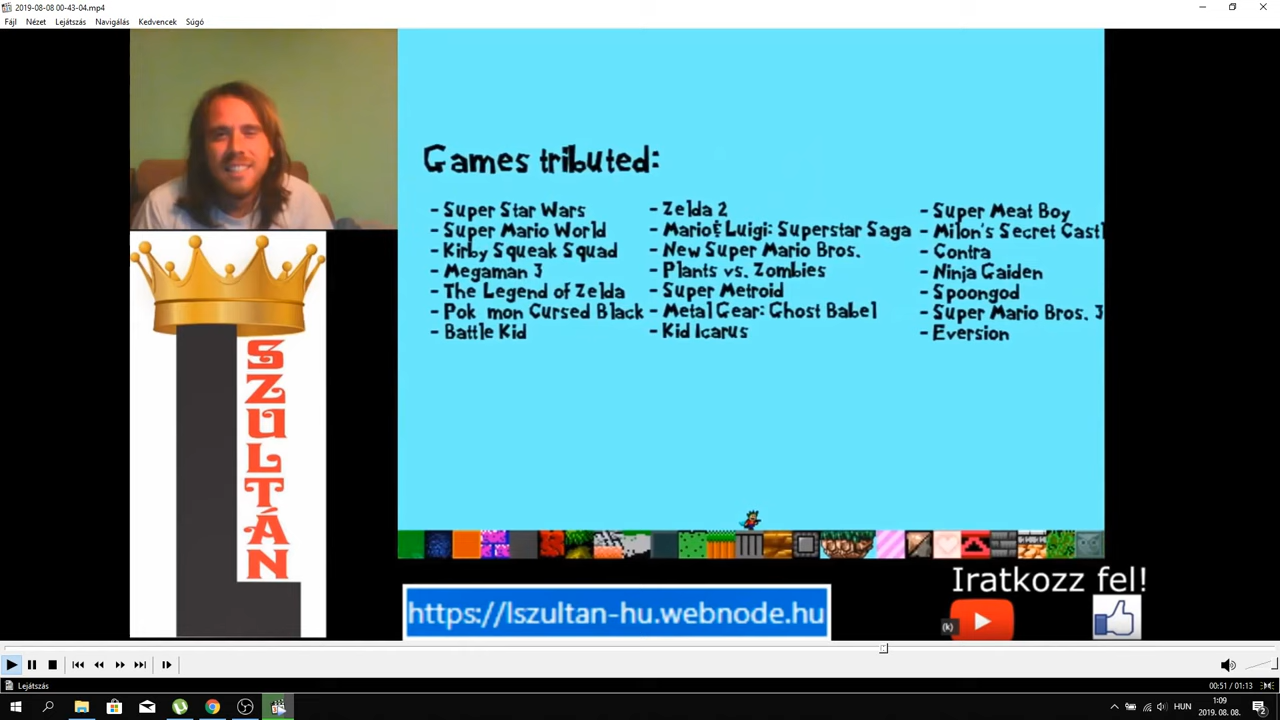 2019-08-08 00-43-04.mp4
Fájl Nézet Lejátszás Navigálás Kedvencek Súgó
Games tributed:
- Super Star Wars
- Super Mario World
- Kirby Squeak Squad
- Megaman 3
- The Legend of Zelda
- Pok mon Cursed Black
- Battle Kid
- Zelda 2
- Mario & Luigi: Superstar Saga
- New Super Mario Bros.
- Plants vs. Zombies
- Super Metroid
- Metal Gear: Ghost Babel
- Kid Icarus
- Super Meat Boy
- Milon's Secret Castl
- Contra
- Ninja Gaiden
- Spoongod
- Super Mario Bros. 3
- Eversion
L
SZULTÁN
https://lszultan-hu.webnode.hu
Iratkozz fel!
(k)
Lejátszás
00:51 / 01:13
HUN
1:09
2019. 08. 08.
2